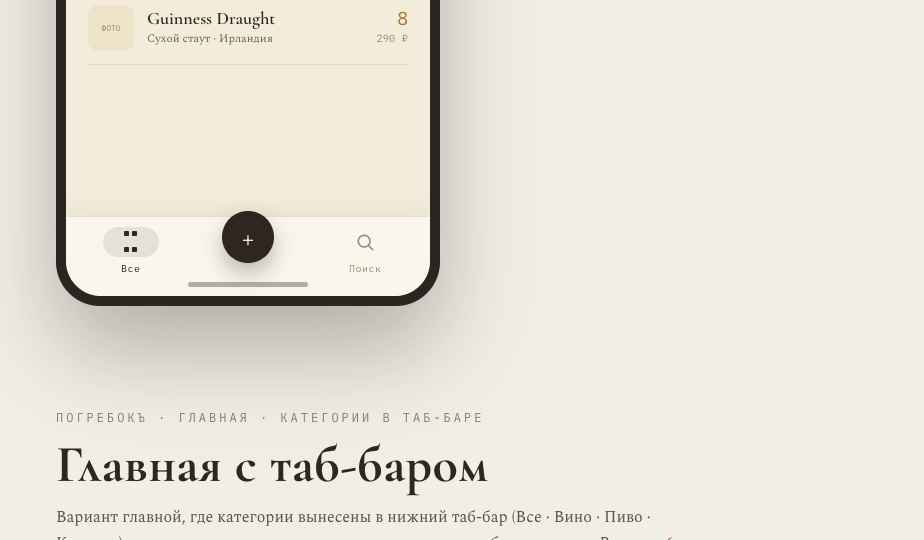 ФОТО
Guinness Draught
8
Сухой стаут · Ирландия
290 ₽
+
Все
Поиск
ПОГРЕБОКЪ · ГЛАВНАЯ · КАТЕГОРИИ В ТАБ-БАРЕ
Главная с таб-баром
Вариант главной, где категории вынесены в нижний таб-бар (Все · Вино · Пиво ·